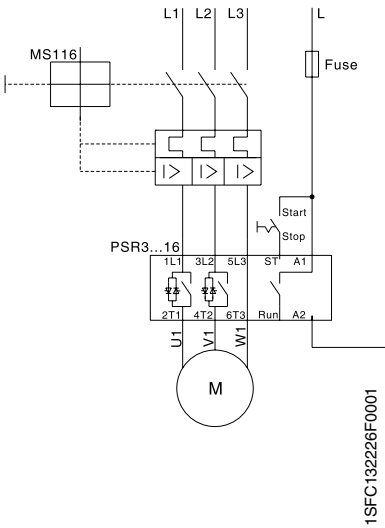 L1 L2 L3 L
MS116
Fuse
I> I> I>
Start
Stop
PSR3...16
1L1 3L2 5L3 ST A1
2T1 4T2 6T3 Run A2
U1 V1 W1
M
1SFC132226F0001